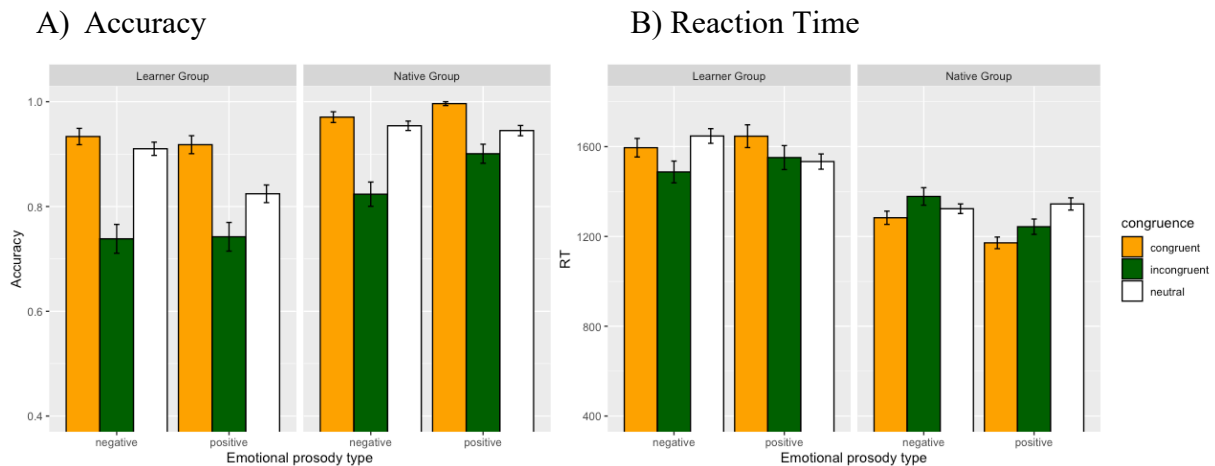 A) Accuracy
Learner Group
Native Group
1.0
0.8
0.6
0.4
Accuracy
negative
positive
negative
positive
Emotional prosody type
B) Reaction Time
Learner Group
Native Group
1600
1200
800
400
RT
negative
positive
negative
positive
Emotional prosody type
congruence
congruent
incongruent
neutral